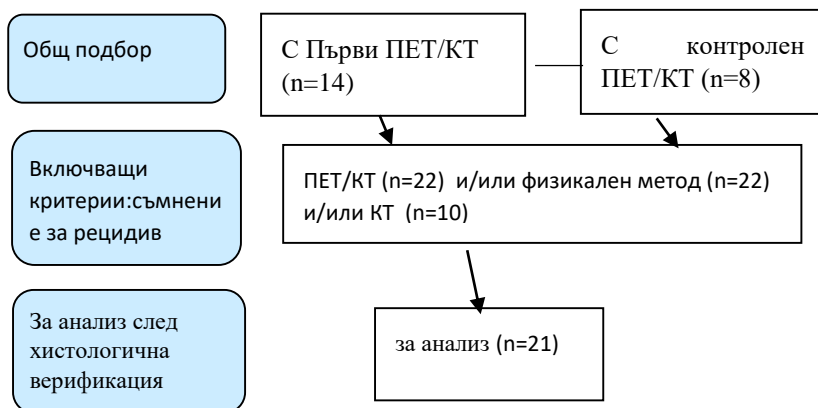 Общ подбор
С Първи ПЕТ/КТ
(n=14)
С контролен
ПЕТ/КТ (n=8)
Включващи
критерии:съмнени
е за рецидив
ПЕТ/КТ (n=22) и/или физикален метод (n=22)
и/или КТ (n=10)
За анализ след
хистологична
верификация
за анализ (n=21)